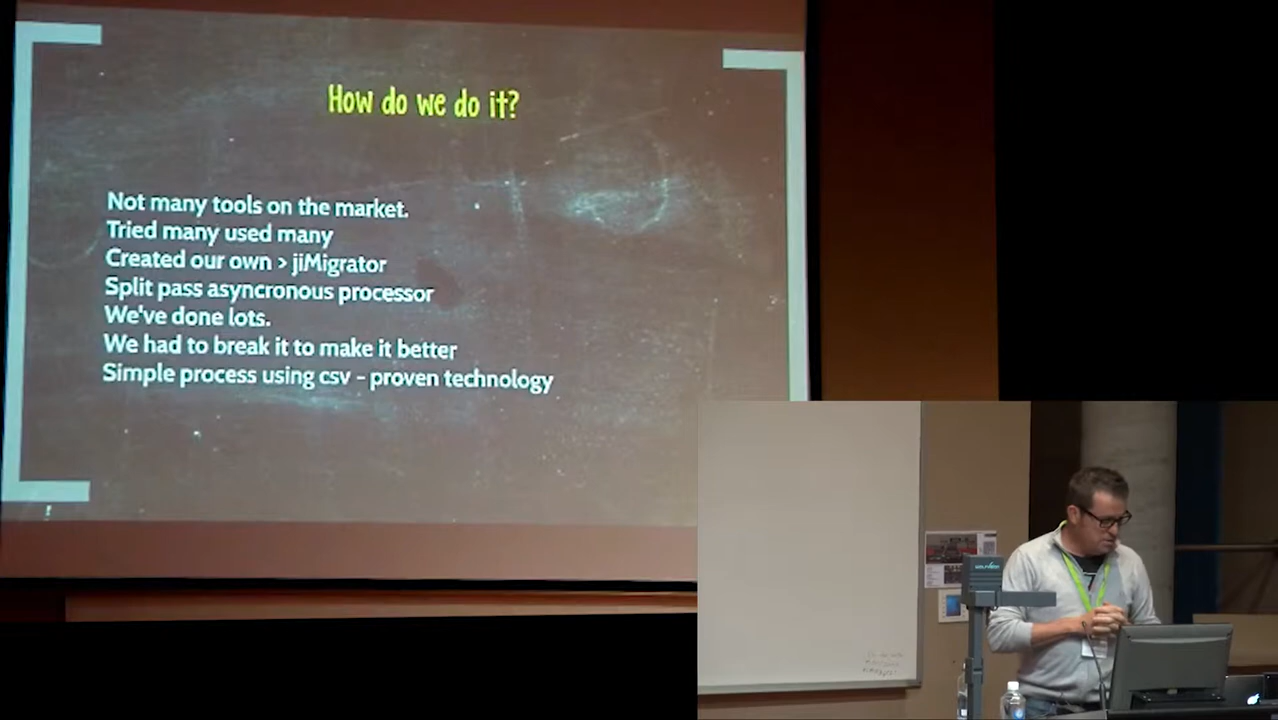 How do we do it?
Not many tools on the market.
Tried many used many
Created our own > jiMigrator
Split pass asyncronous processor
We've done lots.
We had to break it to make it better
Simple process using csv - proven technology